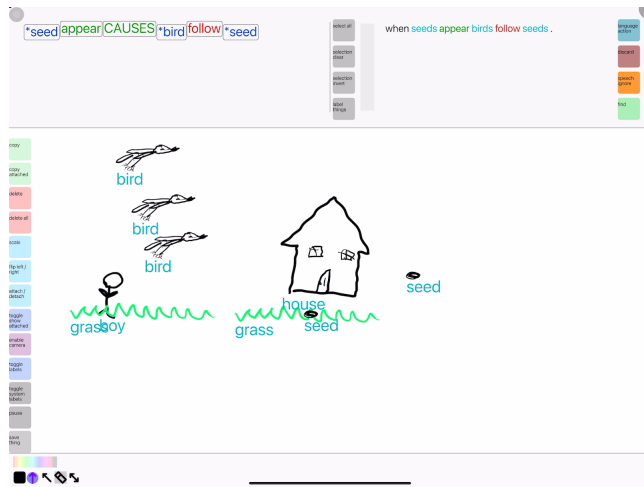 *seed appear CAUSES *bird follow *seed
select all
selection clear
selection invert
label things
when seeds appear birds follow seeds .
language action
discard
speech ignore
find
copy
copy attached
delete
delete all
scale
flip left / right
attach / detach
toggle show attached
enable camera
toggle labels
toggle system labels
pause
save thing
bird
bird
bird
seed
house
grass
boy
grass
seed